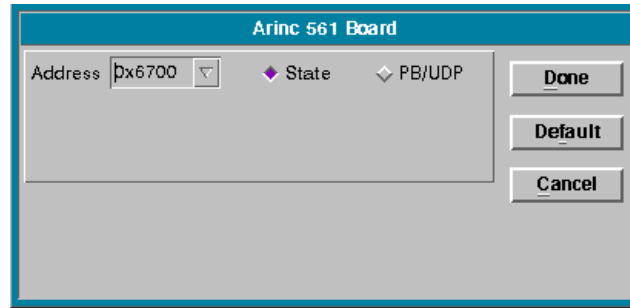 Arinc 561 Board
Address 0x6700 State PB/UDP
Done
Default
Cancel